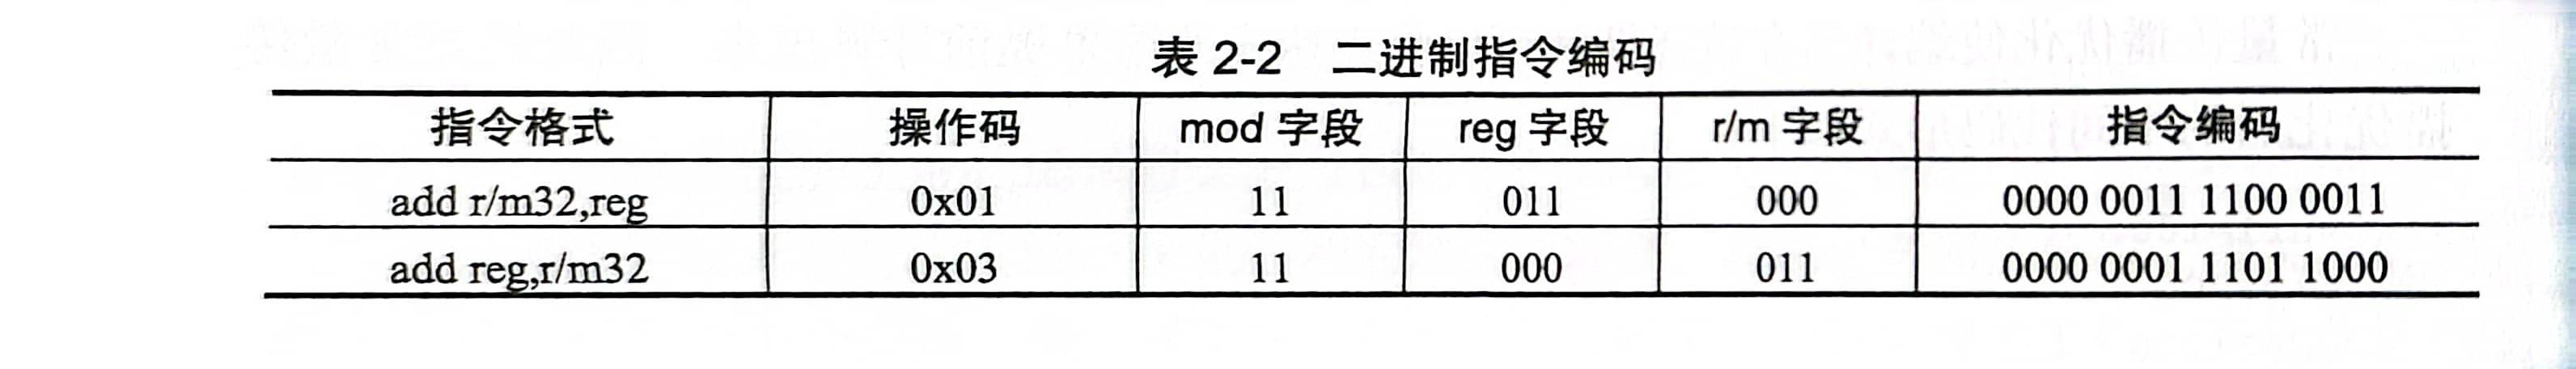 表 2-2 二进制指令编码
指令格式 操作码 mod 字段 reg 字段 r/m 字段 指令编码
add r/m32,reg 0x01 11 011 000 0000 0011 1100 0011
add reg,r/m32 0x03 11 000 011 0000 0001 1101 1000